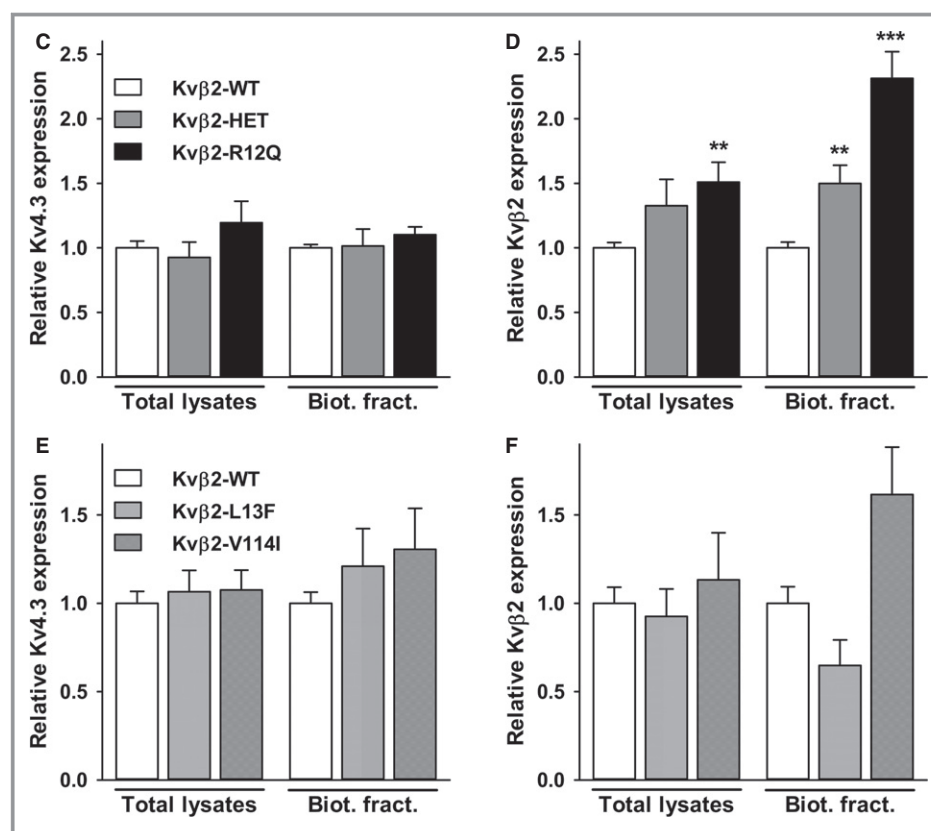 C
Relative Kv4.3 expression
2.5
2.0
1.5
1.0
0.5
0.0
Kvβ2-WT
Kvβ2-HET
Kvβ2-R12Q
Total lysates
Biot. fract.
D
Relative Kvβ2 expression
2.5
2.0
1.5
1.0
0.5
0.0
**
**
***
Total lysates
Biot. fract.
E
Relative Kv4.3 expression
1.5
1.0
0.5
0.0
Kvβ2-WT
Kvβ2-L13F
Kvβ2-V114I
Total lysates
Biot. fract.
F
Relative Kvβ2 expression
1.5
1.0
0.5
0.0
Total lysates
Biot. fract.